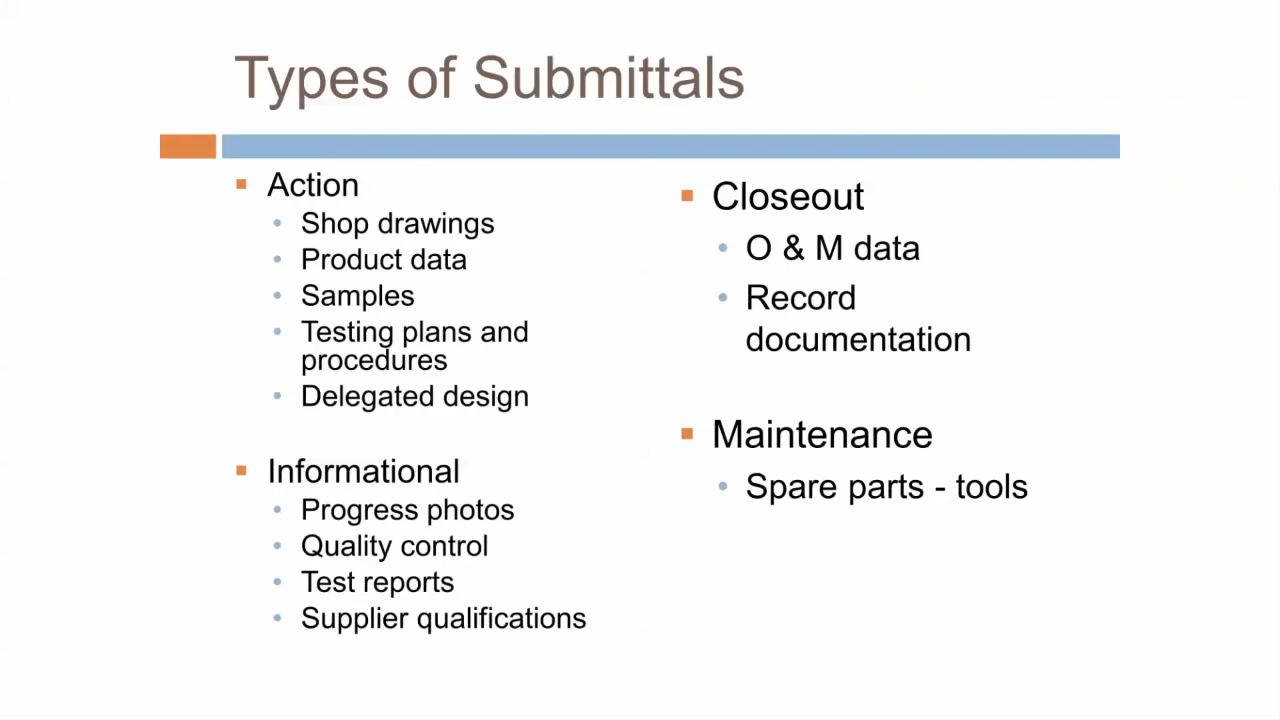 Types of Submittals
Action
Shop drawings
Product data
Samples
Testing plans and
procedures
Delegated design
Informational
Progress photos
Quality control
Test reports
Supplier qualifications
Closeout
O & M data
Record
documentation
Maintenance
Spare parts - tools